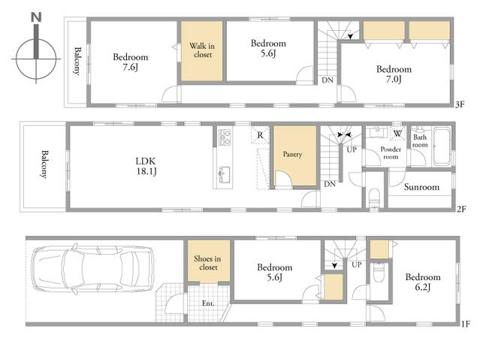 N
Balcony
Bedroom
7.6J
Walk in
closet
Bedroom
5.6J
DN
Bedroom
7.0J
3F
Balcony
LDK
18.1J
R
Pantry
DN
UP
Powder
room
W
Bath
room
Sunroom
2F
Shoes in
closet
Ent.
Bedroom
5.6J
UP
Bedroom
6.2J
1F